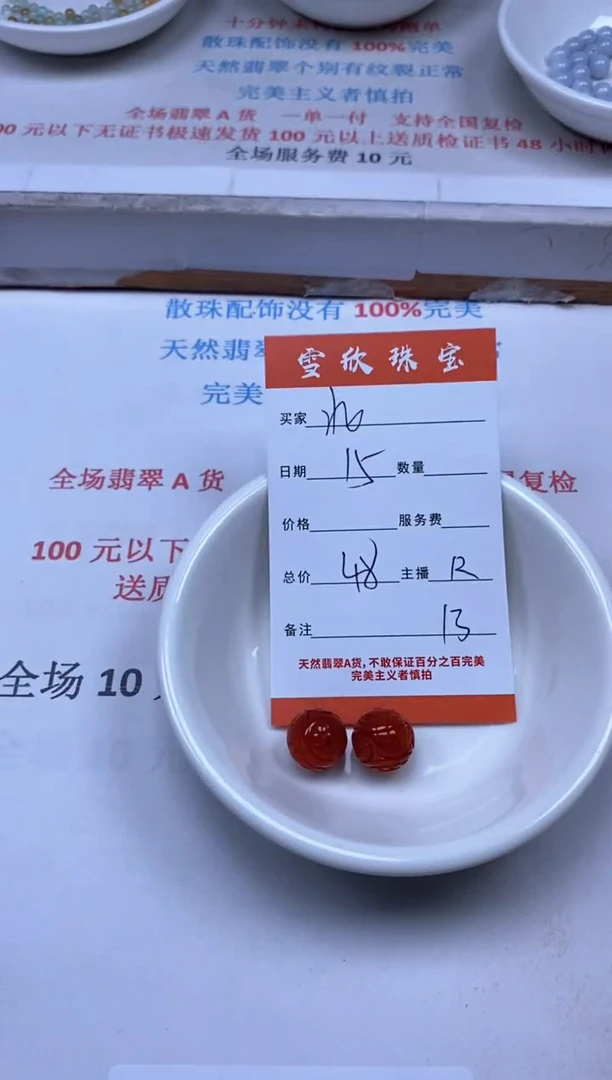 散珠配饰没有 100%完美
天然翡翠个别有纹裂正常
完美主义者慎拍
全场翡翠 A 货 一单一付 支持全国复检
00 元以下无证书极速发货 100 元以上送质检证书 48 小时
全场服务费 10 元
散珠配饰没有 100%完美
天然翡
完美
全场翡翠 A 货
复检
100 元以下
送质
全场 10
雪欣珠宝
买家
日期 15 数量
价格 服务费
总价 48 主播 R
备注 13
天然翡翠A货,不敢保证百分之百完美
完美主义者慎拍